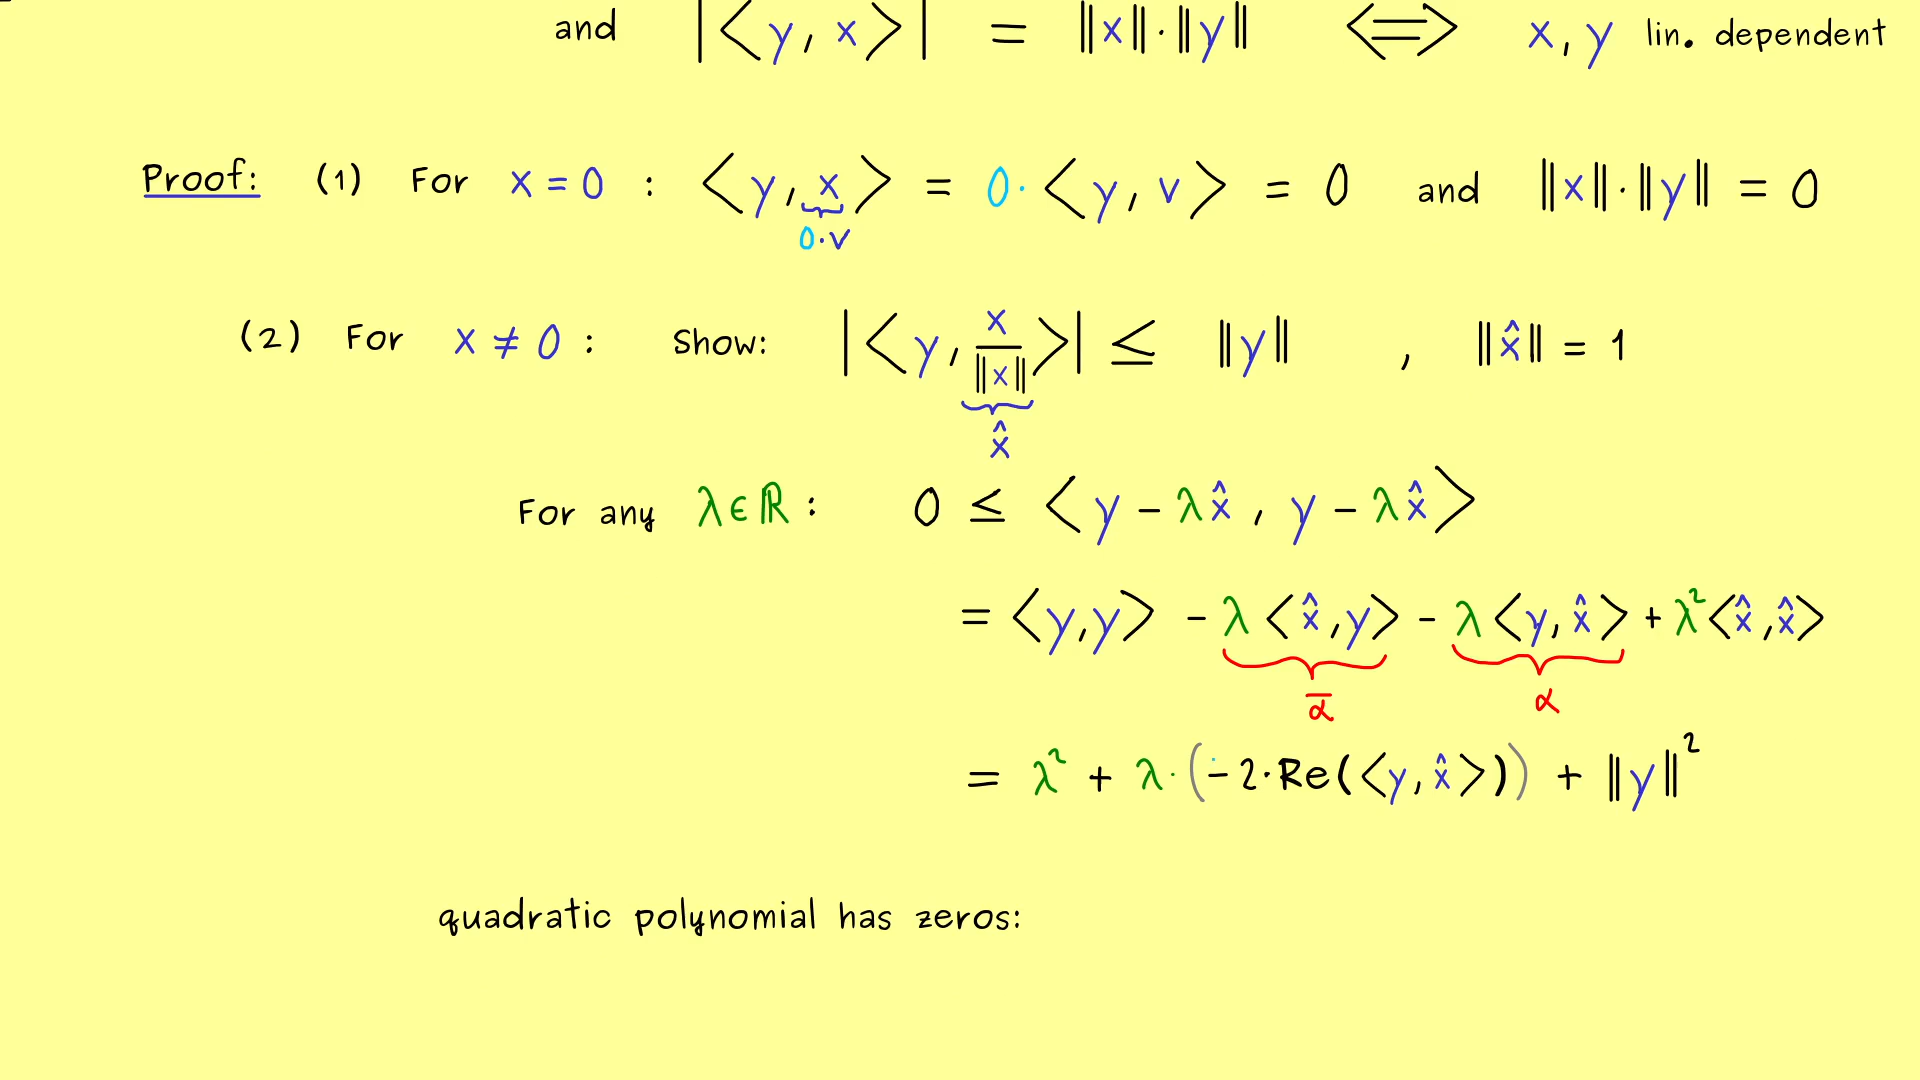 and |<y, x>| = ‖x‖·‖y‖ ⟺ x, y lin. dependent
Proof: (1) For x = 0 : <y, x> = 0·<y, v> = 0 and ‖x‖·‖y‖ = 0
0·v
(2) For x ≠ 0 : Show: |<y, x/‖x‖>| ≤ ‖y‖ , ‖x̂‖ = 1
x̂
For any λ∈ℝ : 0 ≤ <y − λx̂ , y − λx̂>
= <y,y> − λ<x̂,y> − λ<y,x̂> + λ²<x̂,x̂>
ᾱ α
= λ² + λ·(−2·Re(<y,x̂>)) + ‖y‖²
quadratic polynomial has zeros: